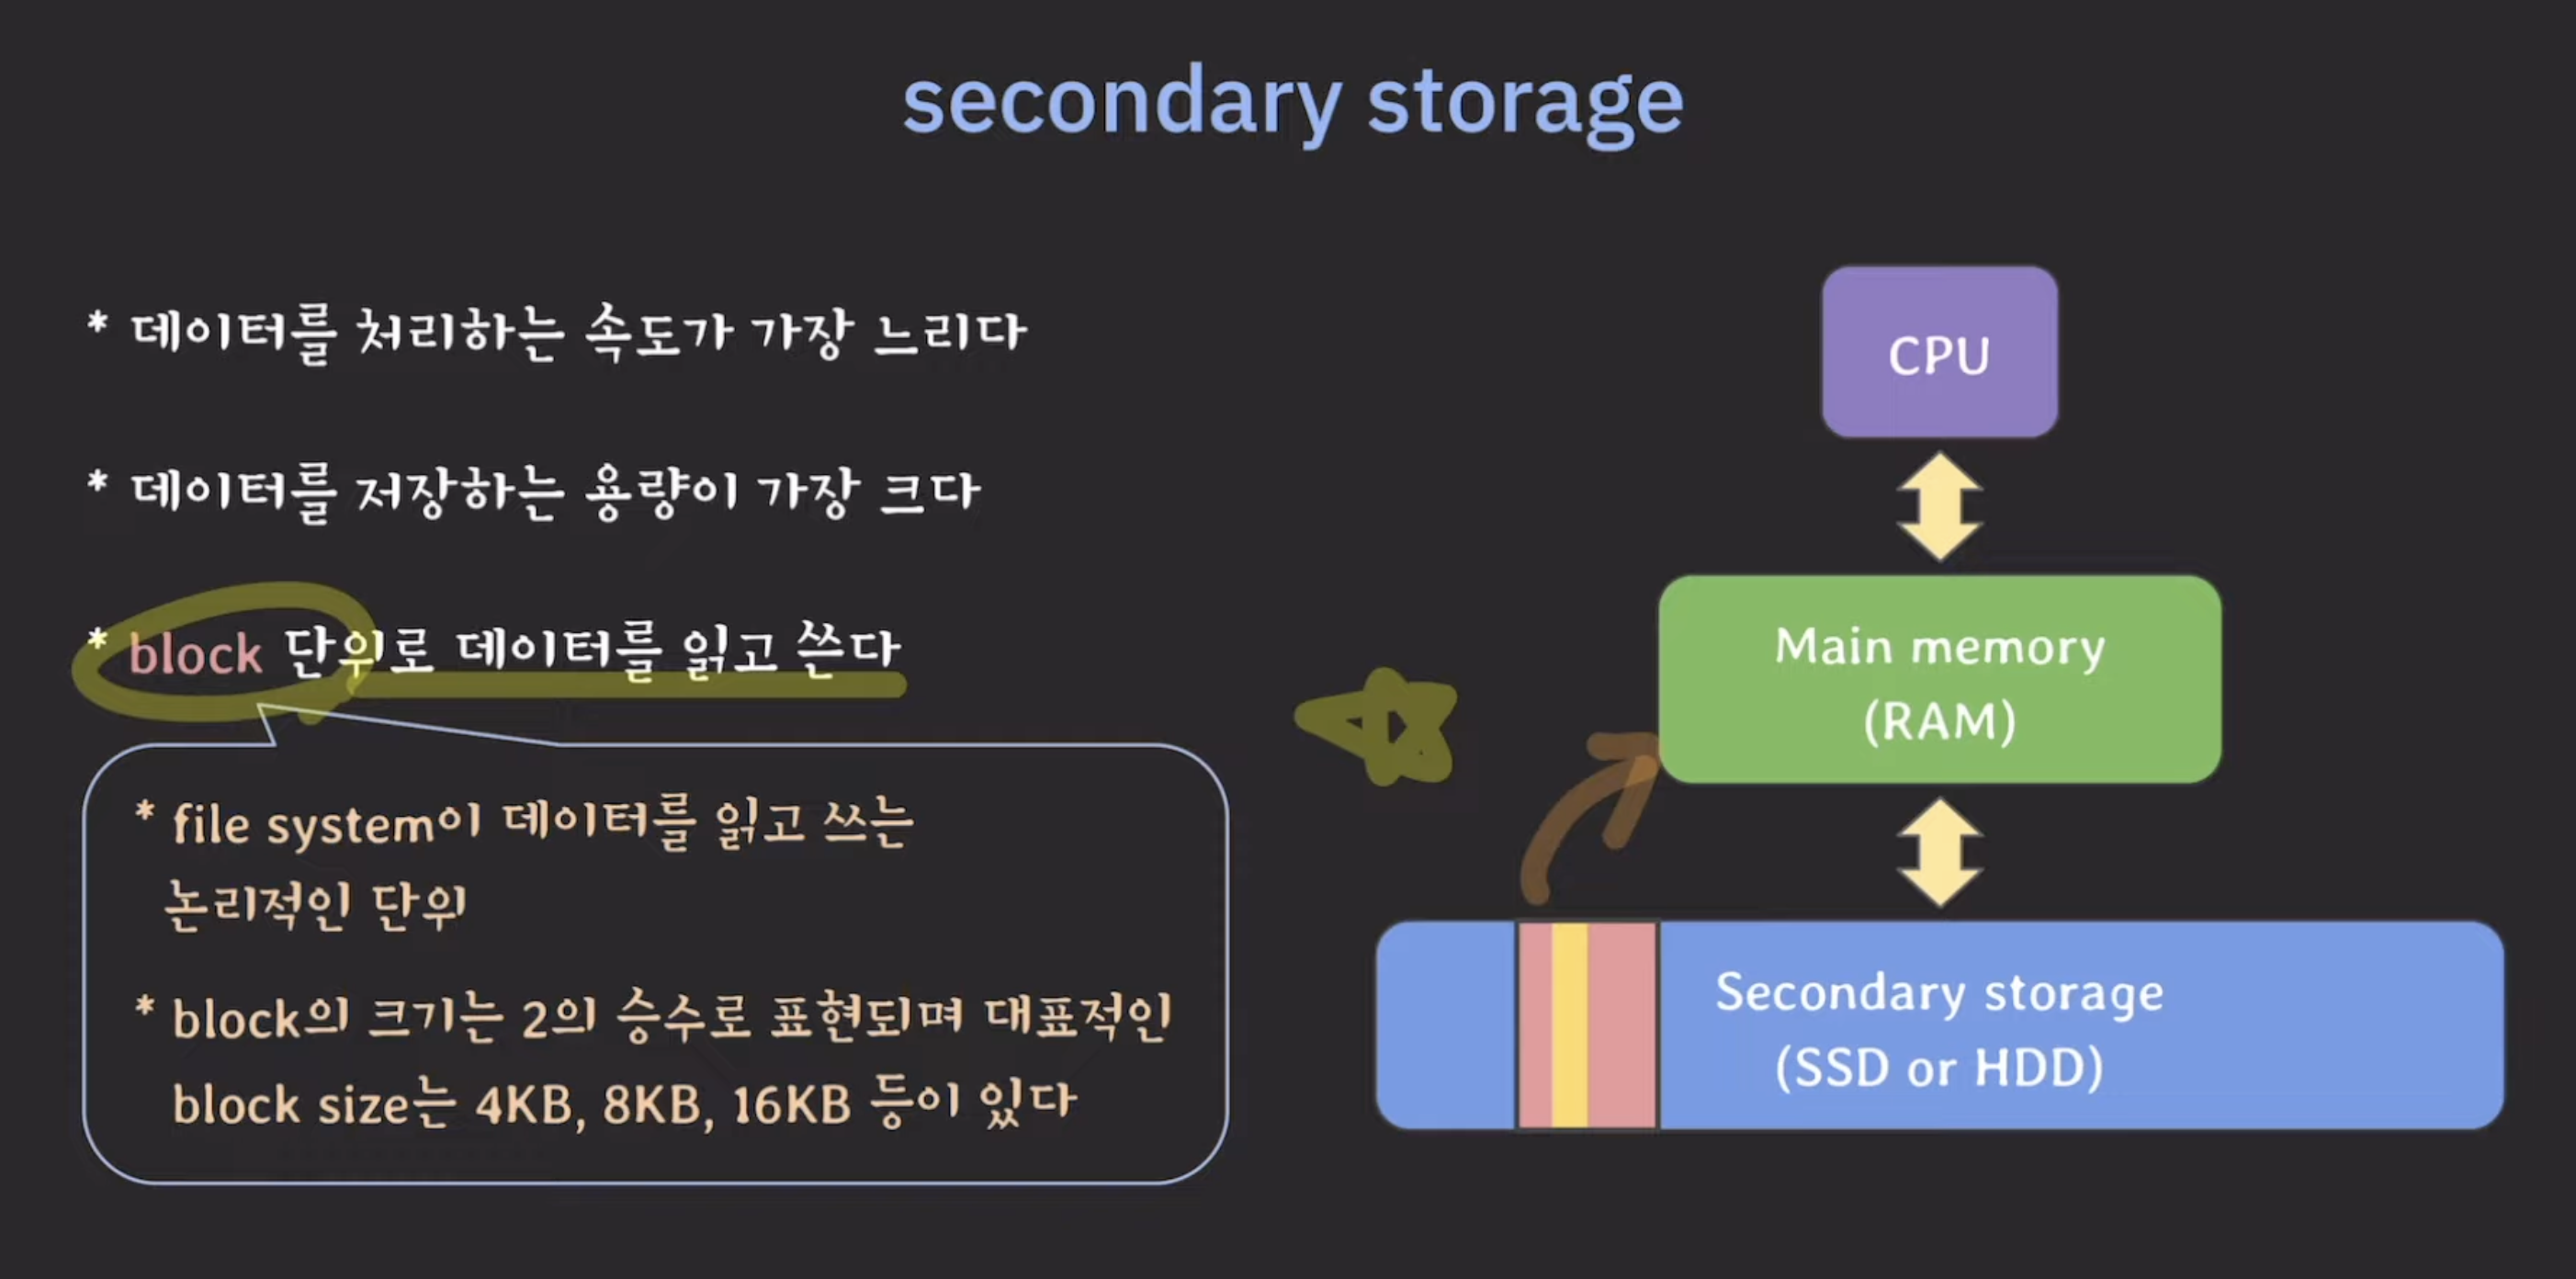 secondary storage
* 데이터를 처리하는 속도가 가장 느리다
* 데이터를 저장하는 용량이 가장 크다
* block 단위로 데이터를 읽고 쓴다
* file system이 데이터를 읽고 쓰는
논리적인 단위
* block의 크기는 2의 승수로 표현되며 대표적인
block size는 4KB, 8KB, 16KB 등이 있다
CPU
Main memory
(RAM)
Secondary storage
(SSD or HDD)